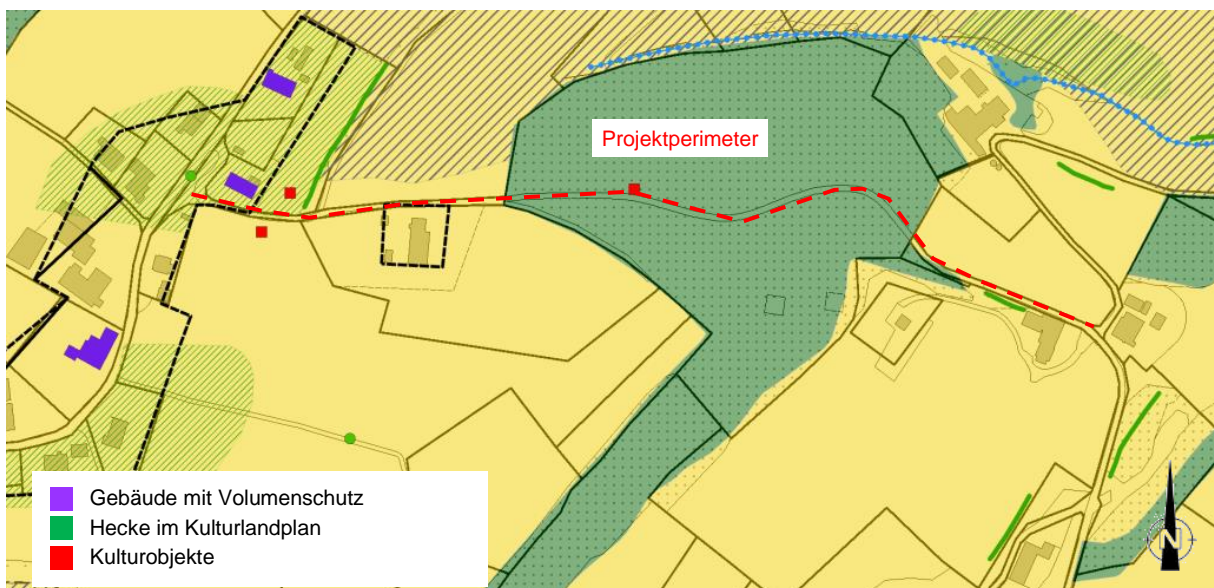 Projektperimeter
Gebäude mit Volumenschutz
Hecke im Kulturlandplan
Kulturobjekte
N